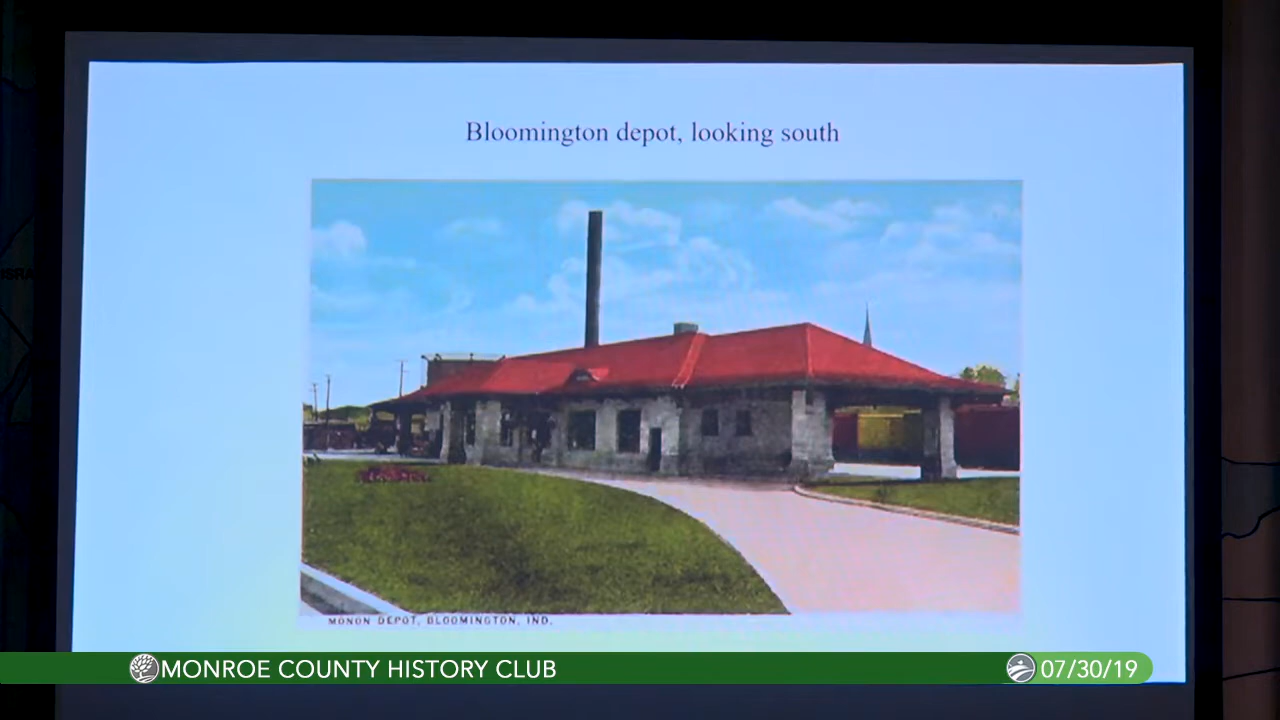 Bloomington depot, looking south
MONON DEPOT, BLOOMINGTON, IND.
MONROE COUNTY HISTORY CLUB
07/30/19